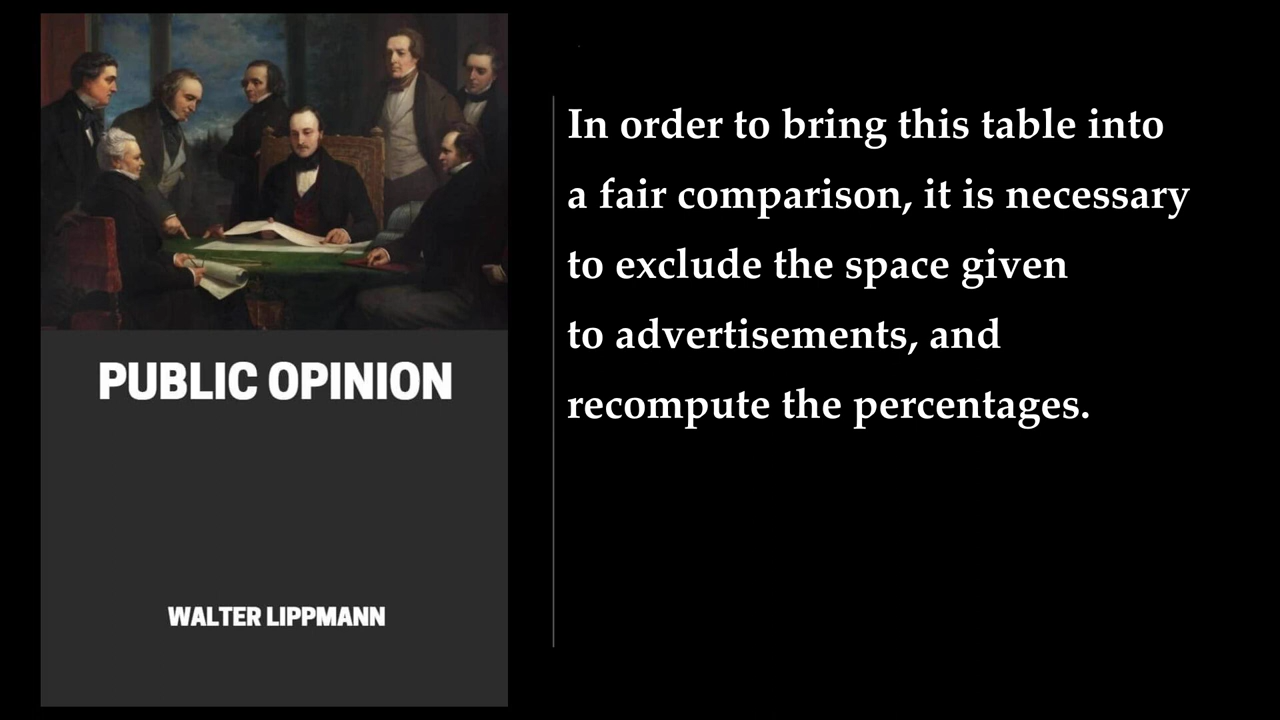 PUBLIC OPINION
WALTER LIPPMANN
In order to bring this table into
a fair comparison, it is necessary
to exclude the space given
to advertisements, and
recompute the percentages.